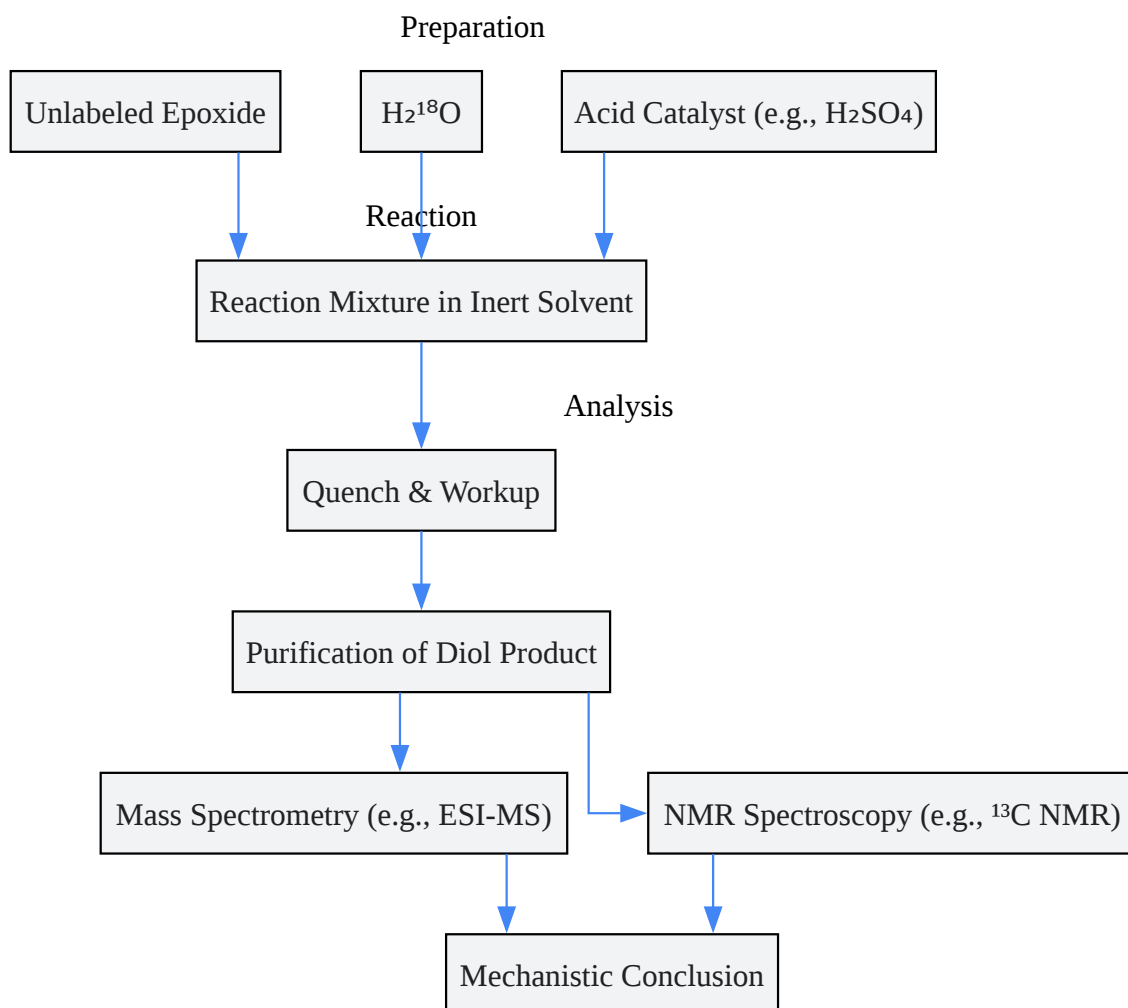 Preparation
Unlabeled Epoxide
H₂¹⁸O
Acid Catalyst (e.g., H₂SO₄)
Reaction
Reaction Mixture in Inert Solvent
Analysis
Quench & Workup
Purification of Diol Product
Mass Spectrometry (e.g., ESI-MS)
NMR Spectroscopy (e.g., ¹³C NMR)
Mechanistic Conclusion